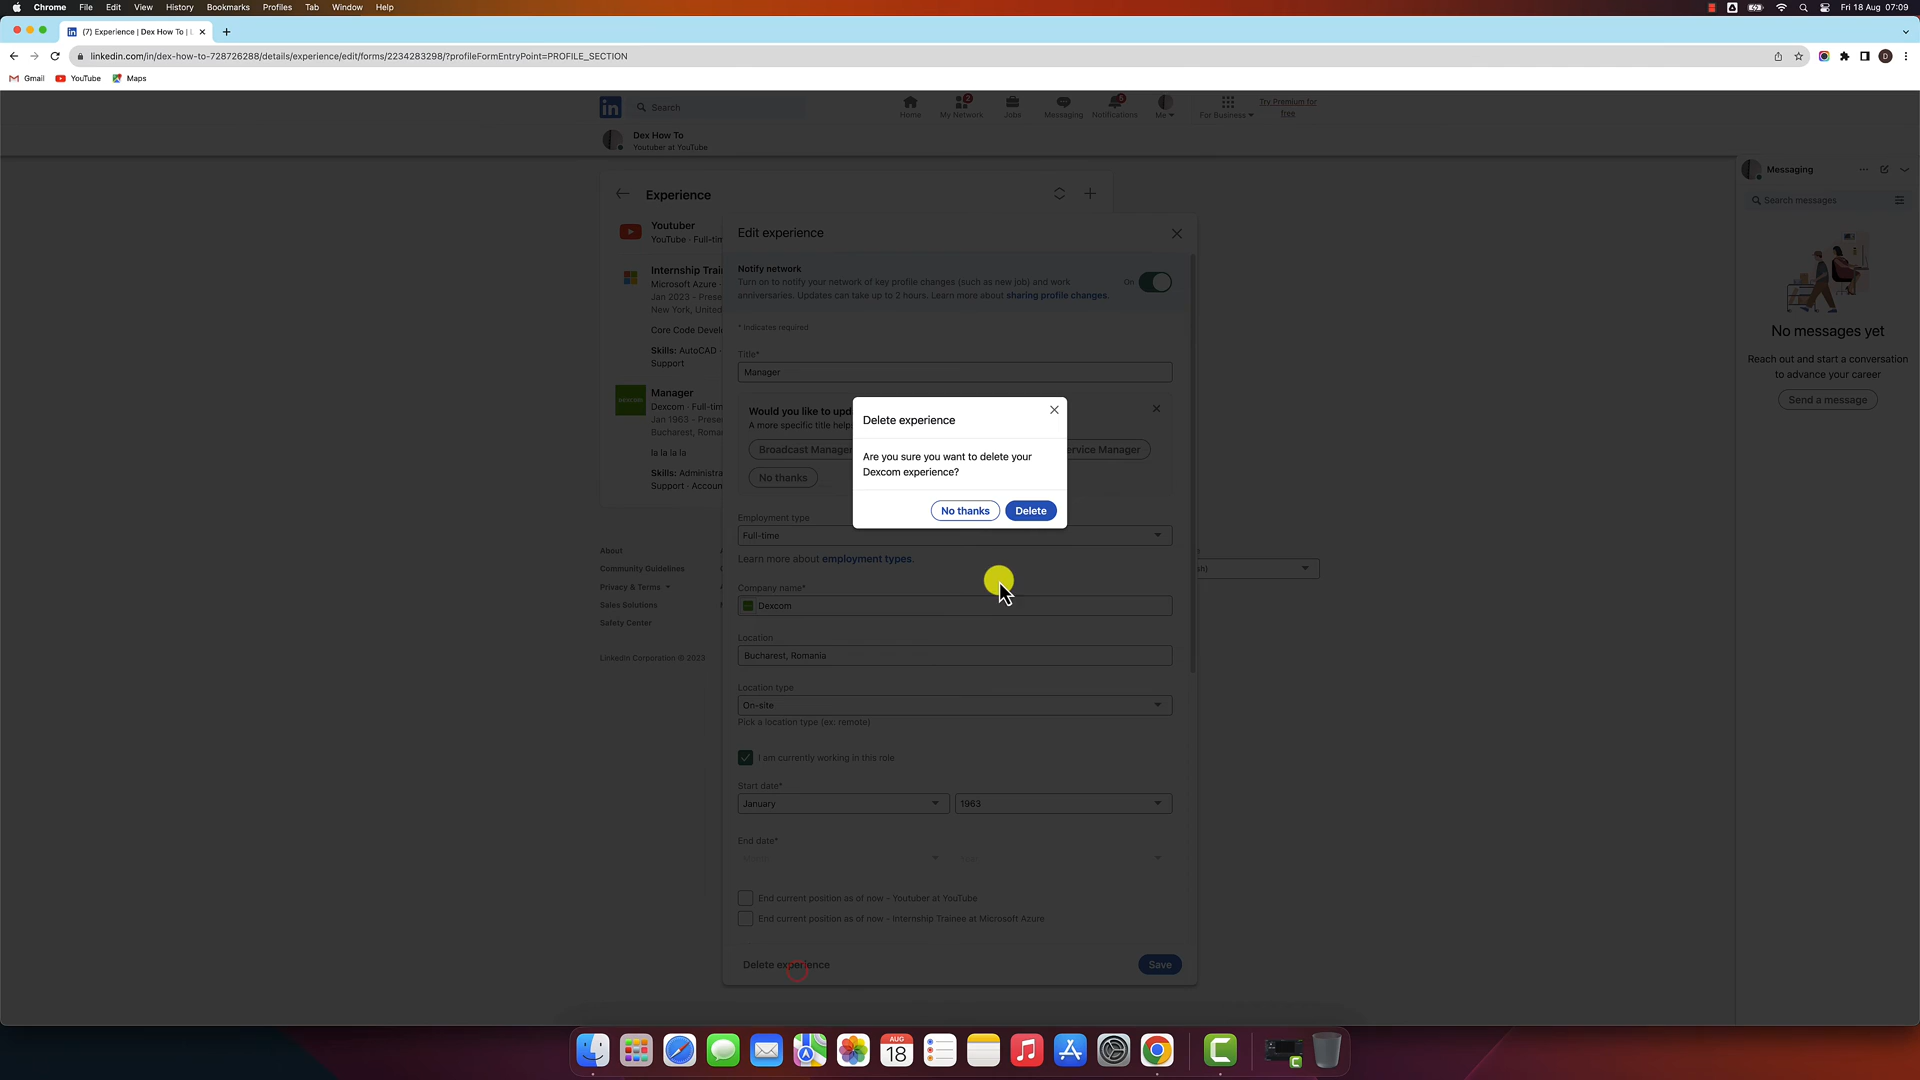 Chrome File Edit View History Bookmarks Profiles Tab Window Help
Fri 18 Aug 07:09
(7) Experience | Dex How To | L
linkedin.com/in/dex-how-to-728726288/details/experience/edit/forms/2234283298/?profileFormEntryPoint=PROFILE_SECTION
D
Gmail YouTube Maps
in Search
2 5
Home My Network Jobs Messaging Notifications Me For Business
Try Premium for
free
Dex How To
Youtuber at YouTube
Messaging
Search messages
No messages yet
Reach out and start a conversation
to advance your career
Send a message
Experience
Youtuber
YouTube · Full-tim
Internship Trai
Microsoft Azure ·
Jan 2023 - Prese
New York, United
Core Code Devel
Skills: AutoCAD ·
Support
DEXCOM
Manager
Dexcom · Full-tim
Jan 1963 - Prese
Bucharest, Roma
la la la la
Skills: Administra
Support · Accoun
About
Community Guidelines
Privacy & Terms
Sales Solutions
Safety Center
LinkedIn Corporation © 2023
sh)
Edit experience
Notify network
Turn on to notify your network of key profile changes (such as new job) and work
anniversaries. Updates can take up to 2 hours. Learn more about sharing profile changes.
On
* Indicates required
Title*
Manager
Would you like to upd
A more specific title help
Broadcast Manager
ervice Manager
No thanks
Delete experience
Are you sure you want to delete your
Dexcom experience?
No thanks Delete
Employment type
Full-time
Learn more about employment types.
Company name*
Dexcom
Location
Bucharest, Romania
Location type
On-site
Pick a location type (ex: remote)
I am currently working in this role
Start date*
January 1963
End date*
Month Year
End current position as of now - Youtuber at YouTube
End current position as of now - Internship Trainee at Microsoft Azure
Delete experience
Save
AUG
18